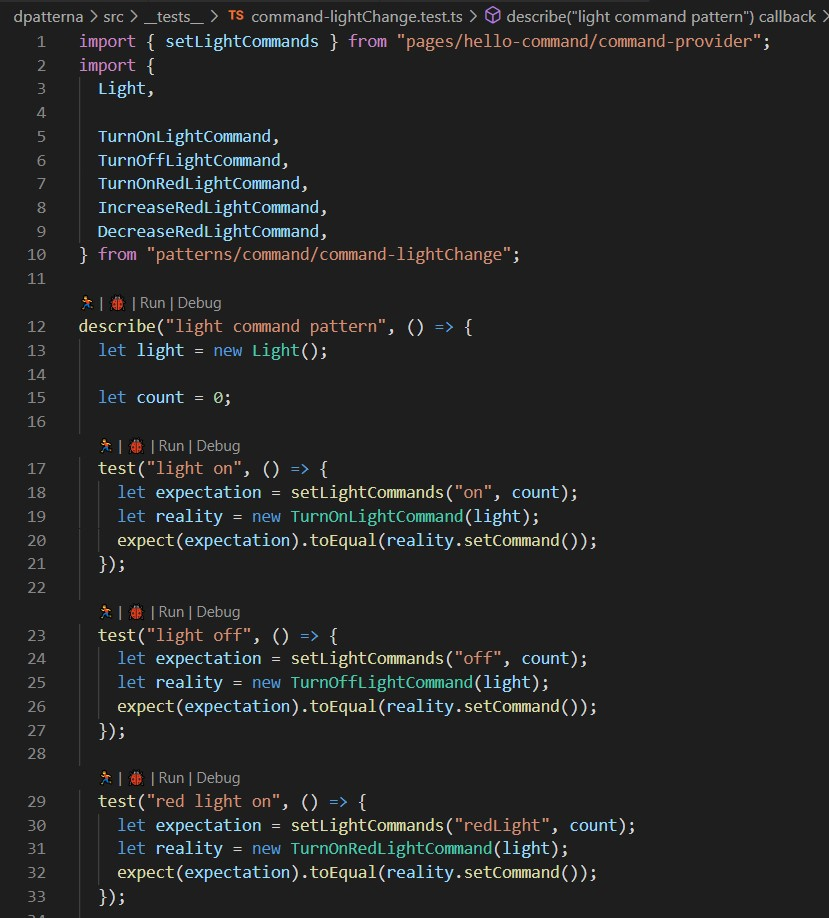 dpatterna > src > __tests__ > TS command-lightChange.test.ts > describe("light command pattern") callback >
1 import { setLightCommands } from "pages/hello-command/command-provider";
2 import {
3 Light,
4
5 TurnOnLightCommand,
6 TurnOffLightCommand,
7 TurnOnRedLightCommand,
8 IncreaseRedLightCommand,
9 DecreaseRedLightCommand,
10 } from "patterns/command/command-lightChange";
11
| | Run | Debug
12 describe("light command pattern", () => {
13 let light = new Light();
14
15 let count = 0;
16
| | Run | Debug
17 test("light on", () => {
18 let expectation = setLightCommands("on", count);
19 let reality = new TurnOnLightCommand(light);
20 expect(expectation).toEqual(reality.setCommand());
21 });
22
| | Run | Debug
23 test("light off", () => {
24 let expectation = setLightCommands("off", count);
25 let reality = new TurnOffLightCommand(light);
26 expect(expectation).toEqual(reality.setCommand());
27 });
28
| | Run | Debug
29 test("red light on", () => {
30 let expectation = setLightCommands("redLight", count);
31 let reality = new TurnOnRedLightCommand(light);
32 expect(expectation).toEqual(reality.setCommand());
33 });